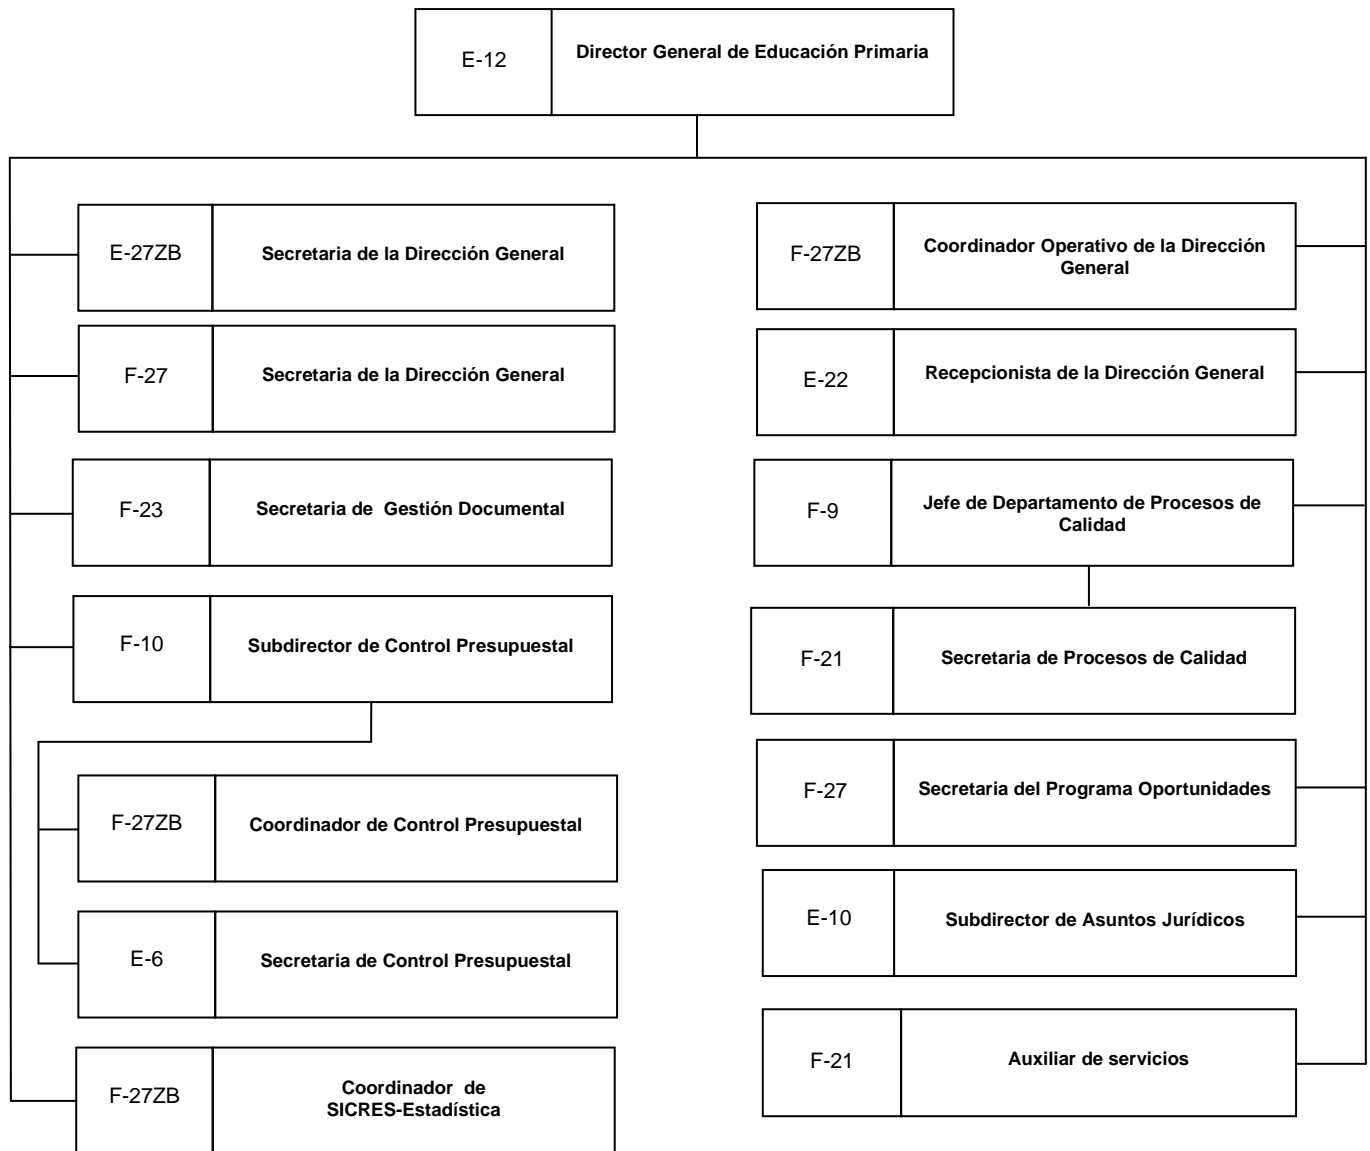 E-12
Director General de Educación Primaria
E-27ZB
Secretaria de la Dirección General
F-27
Secretaria de la Dirección General
F-23
Secretaria de Gestión Documental
F-10
Subdirector de Control Presupuestal
F-27ZB
Coordinador de Control Presupuestal
E-6
Secretaria de Control Presupuestal
F-27ZB
Coordinador de
SICRES-Estadística
F-27ZB
Coordinador Operativo de la Dirección
General
E-22
Recepcionista de la Dirección General
F-9
Jefe de Departamento de Procesos de
Calidad
F-21
Secretaria de Procesos de Calidad
F-27
Secretaria del Programa Oportunidades
E-10
Subdirector de Asuntos Jurídicos
F-21
Auxiliar de servicios